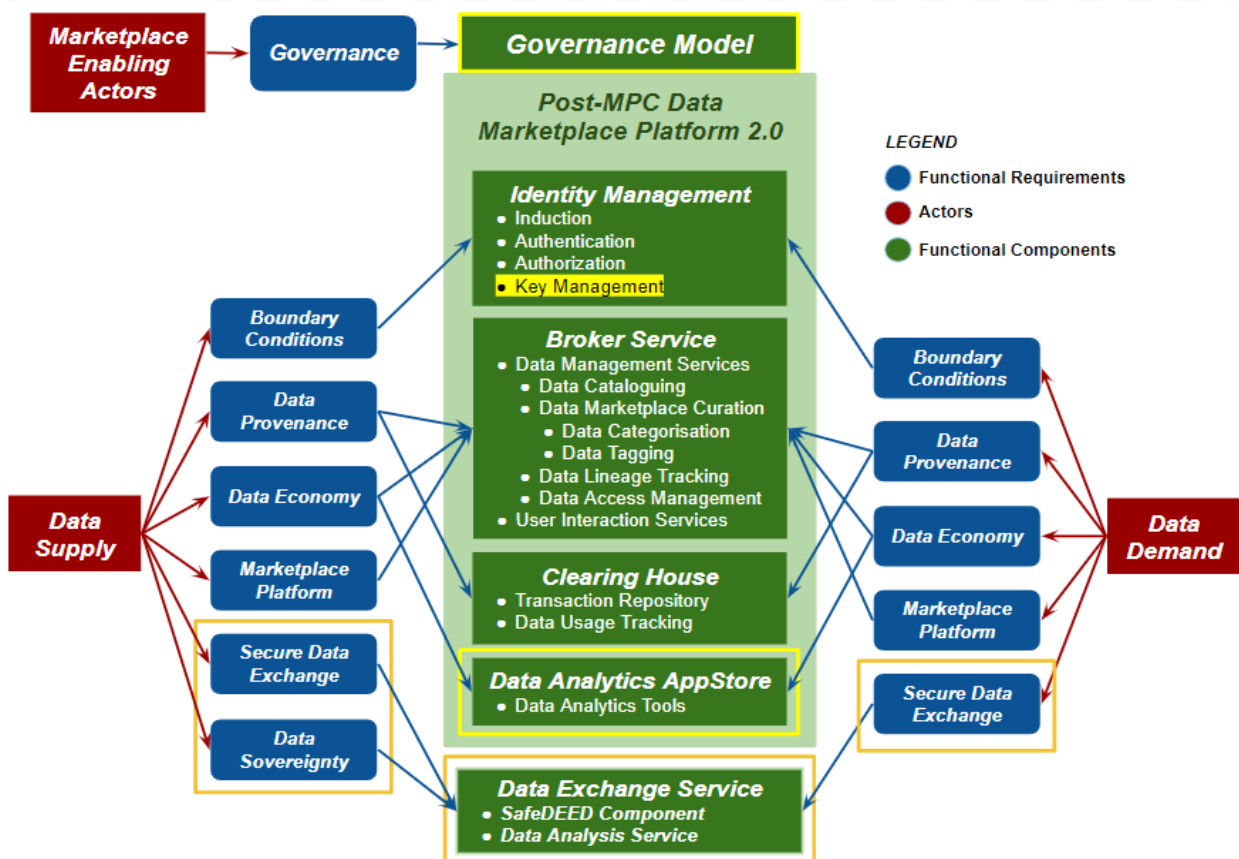 Marketplace
Enabling
Actors
Governance
Governance Model
Post-MPC Data
Marketplace Platform 2.0
LEGEND
Functional Requirements
Actors
Functional Components
Identity Management
• Induction
• Authentication
• Authorization
• Key Management
Broker Service
• Data Management Services
• Data Cataloguing
• Data Marketplace Curation
• Data Categorisation
• Data Tagging
• Data Lineage Tracking
• Data Access Management
• User Interaction Services
Clearing House
• Transaction Repository
• Data Usage Tracking
Data Analytics AppStore
• Data Analytics Tools
Data Exchange Service
• SafeDEED Component
• Data Analysis Service
Data
Supply
Boundary
Conditions
Data
Provenance
Data Economy
Marketplace
Platform
Secure Data
Exchange
Data
Sovereignty
Boundary
Conditions
Data
Provenance
Data Economy
Marketplace
Platform
Secure Data
Exchange
Data
Demand